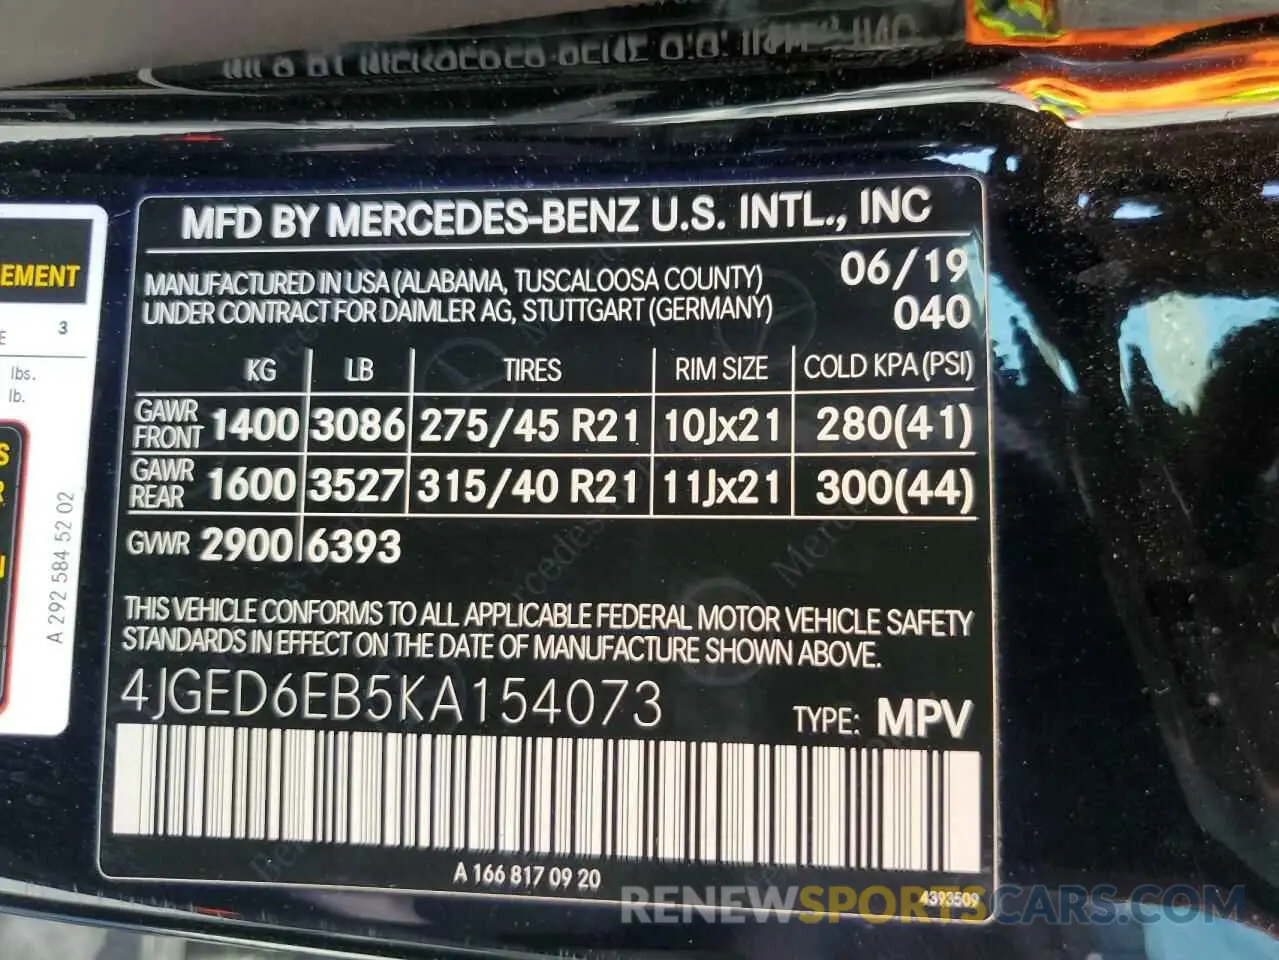 MFD BY MERCEDES-BENZ U.S. INTL., INC
MANUFACTURED IN USA (ALABAMA, TUSCALOOSA COUNTY) 06/19
UNDER CONTRACT FOR DAIMLER AG, STUTTGART (GERMANY) 040
KG LB TIRES RIM SIZE COLD KPA (PSI)
GAWR FRONT 1400 3086 275/45 R21 10Jx21 280(41)
GAWR REAR 1600 3527 315/40 R21 11Jx21 300(44)
GVWR 2900 6393
THIS VEHICLE CONFORMS TO ALL APPLICABLE FEDERAL MOTOR VEHICLE SAFETY
STANDARDS IN EFFECT ON THE DATE OF MANUFACTURE SHOWN ABOVE.
4JGED6EB5KA154073 TYPE: MPV
A 166 817 09 20
4393509
EMENT
3
lbs.
lb.
A 292 584 52 02
RENEWSPORTSCARS.COM